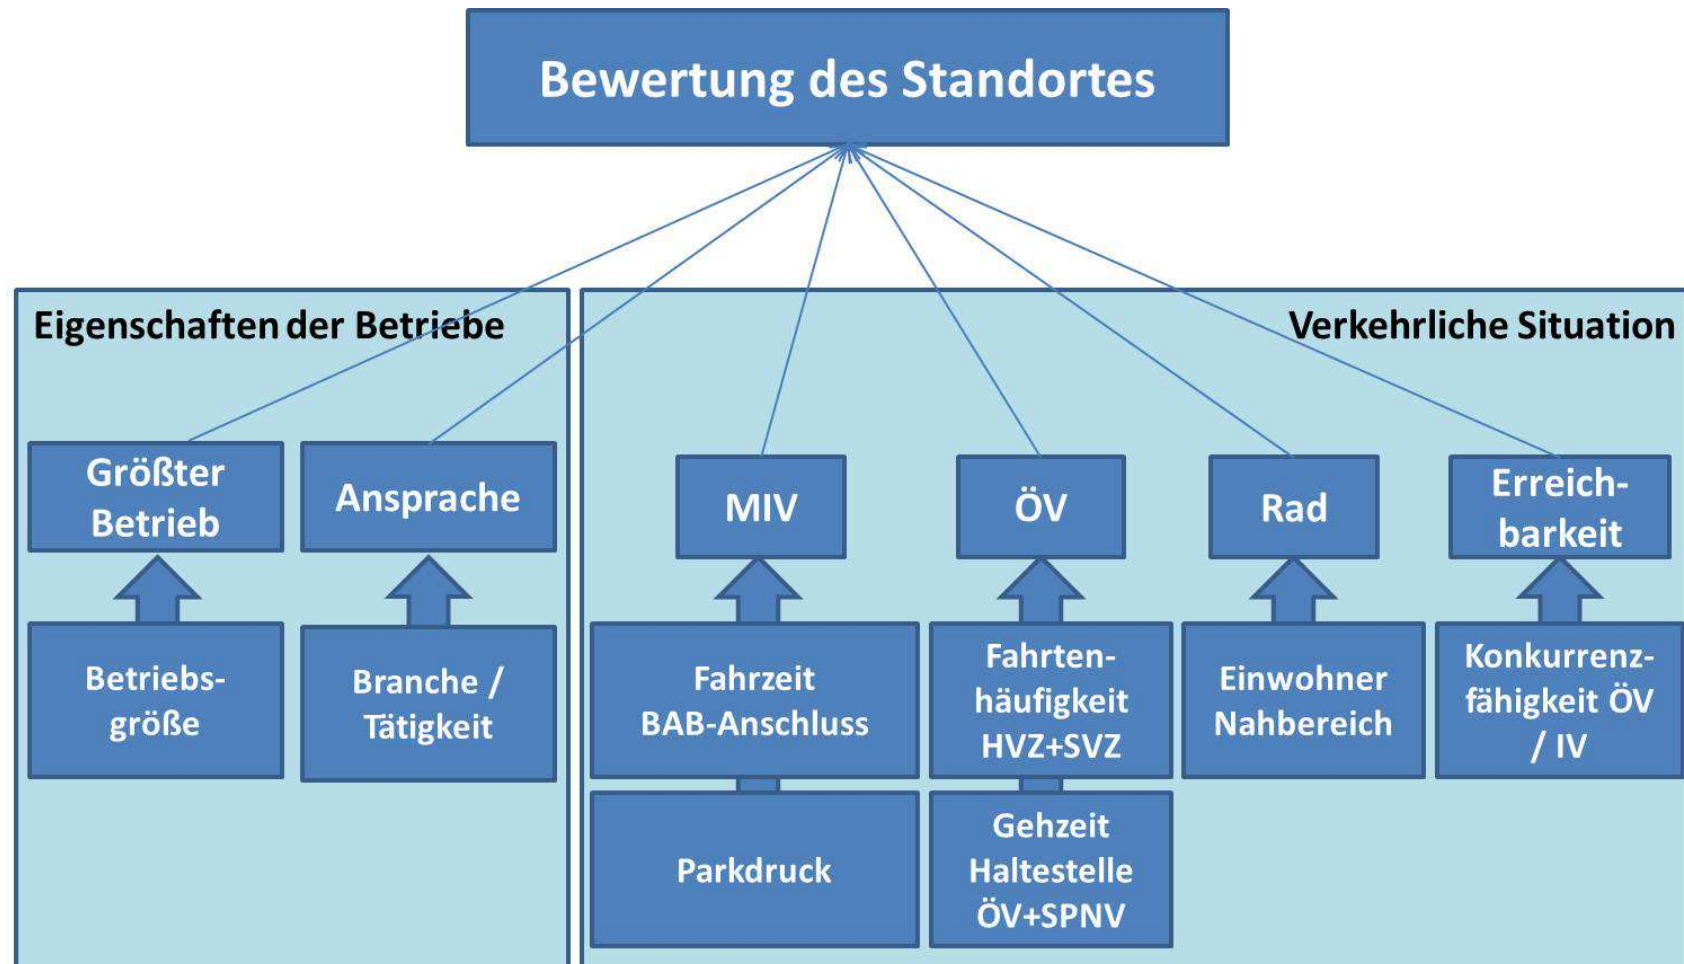 Bewertung des Standortes
Eigenschaften der Betriebe
Verkehrliche Situation
Größter
Betrieb
Ansprache
MIV
ÖV
Rad
Erreich-
barkeit
Betriebs-
größe
Branche /
Tätigkeit
Fahrzeit
BAB-Anschluss
Fahrten-
häufigkeit
HVZ+SVZ
Einwohner
Nahbereich
Konkurrenz-
fähigkeit ÖV
/ IV
Parkdruck
Gehzeit
Haltestelle
ÖV+SPNV